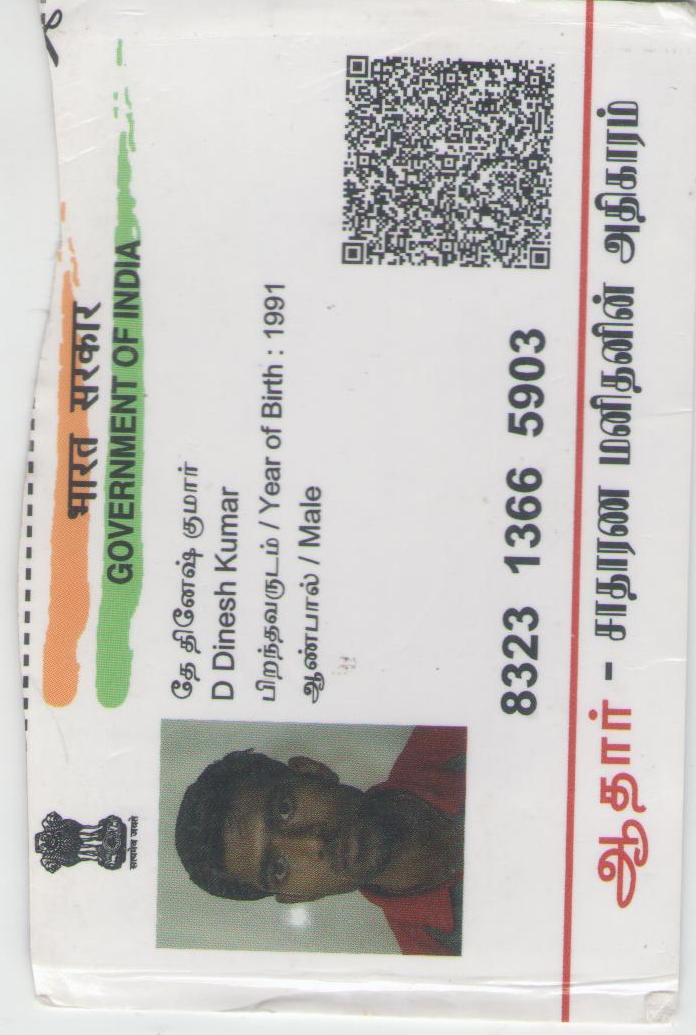 भारत सरकार
GOVERNMENT OF INDIA
सत्यमेव जयते
தே தினேஷ் குமார்
D Dinesh Kumar
பிறந்தவருடம் / Year of Birth : 1991
ஆண்பால் / Male
8323 1366 5903
ஆதார் - சாதாரண மனிதனின் அதிகாரம்